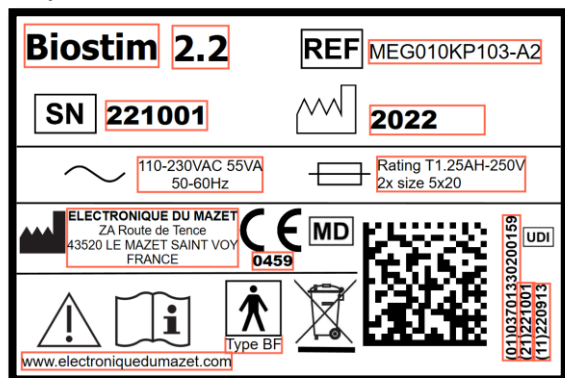 Biostim 2.2
REF MEG010KP103-A2
SN 221001
2022
110-230VAC 55VA
50-60Hz
Rating T1.25AH-250V
2x size 5x20
ELECTRONIQUE DU MAZET
ZA Route de Tence
43520 LE MAZET SAINT VOY
FRANCE
CE
0459
MD
UDI
(01)03701330200159
(21)221001
(11)220913
Type BF
www.electroniquedumazet.com